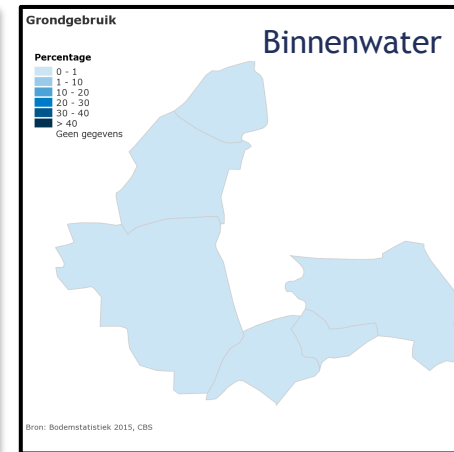 Grondgebruik
Binnenwater
Percentage
0 - 1
1 - 10
10 - 20
20 - 30
30 - 40
> 40
Geen gegevens
Bron: Bodemstatistiek 2015, CBS